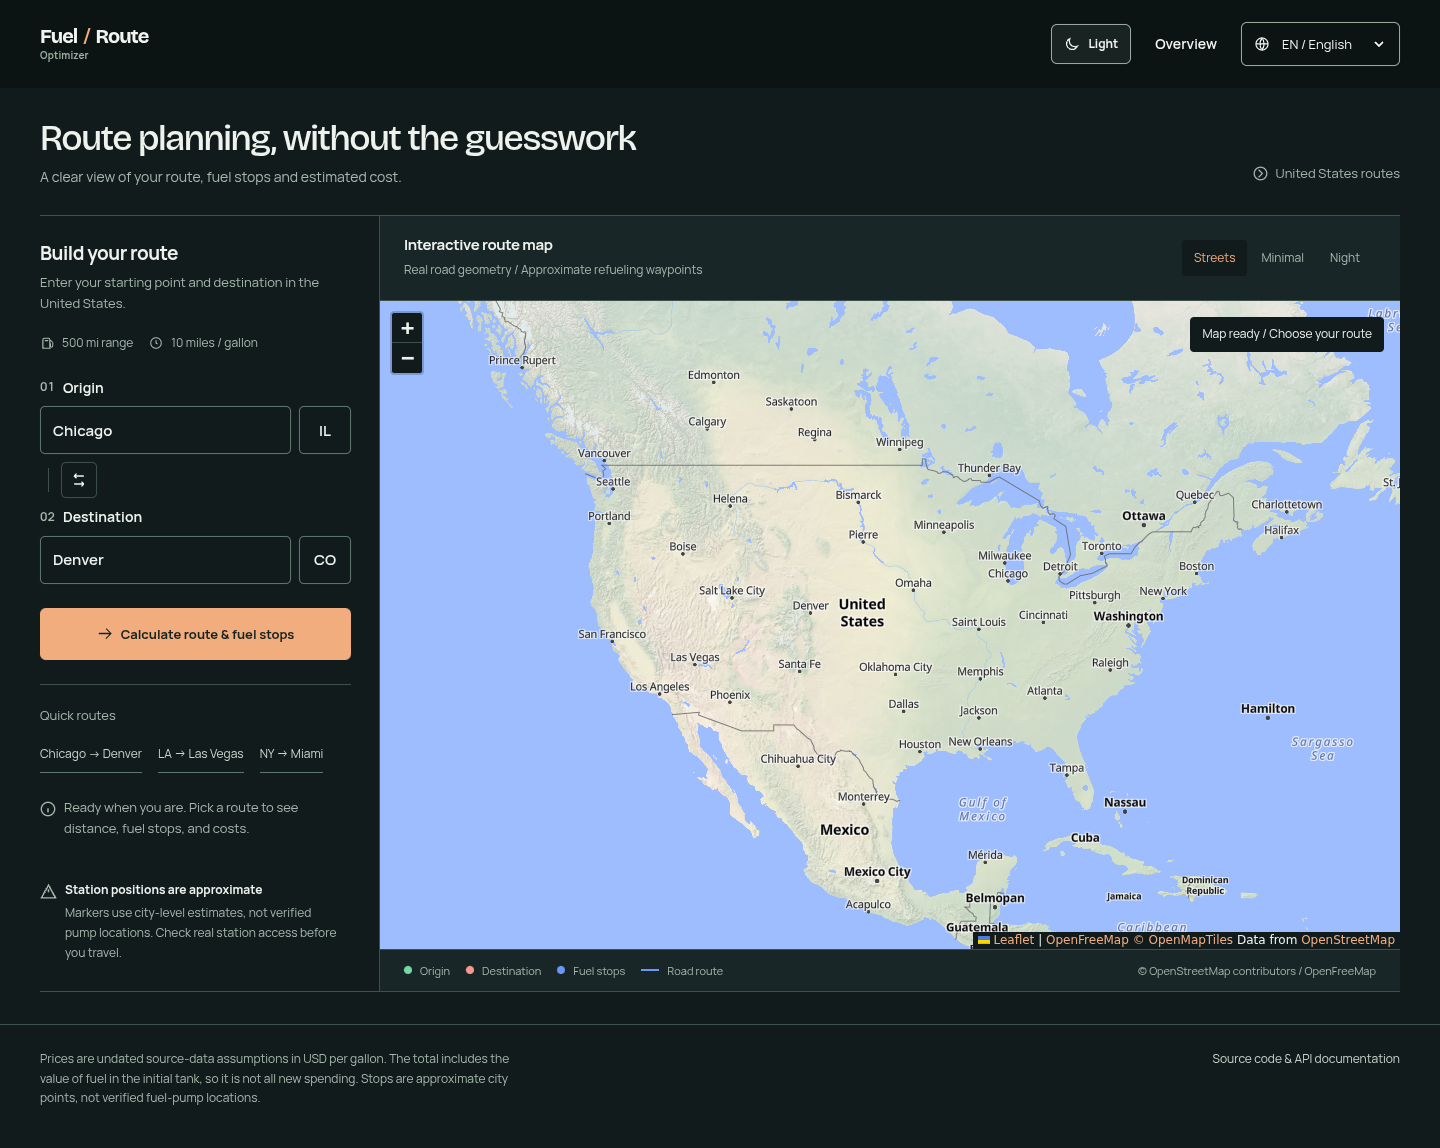 Fuel / Route
Optimizer
Light
Overview
EN / English
Route planning, without the guesswork
A clear view of your route, fuel stops and estimated cost.
United States routes
Build your route
Enter your starting point and destination in the
United States.
500 mi range
10 miles / gallon
01 Origin
Chicago
IL
02 Destination
Denver
CO
Calculate route & fuel stops
Quick routes
Chicago → Denver
LA → Las Vegas
NY → Miami
Ready when you are. Pick a route to see
distance, fuel stops, and costs.
Station positions are approximate
Markers use city-level estimates, not verified
pump locations. Check real station access before
you travel.
Interactive route map
Real road geometry / Approximate refueling waypoints
Streets
Minimal
Night
+
−
Map ready / Choose your route
Prince Rupert
Edmonton
Saskatoon
Calgary
Regina
Winnipeg
Vancouver
Thunder Bay
Seattle
Helena
Bismarck
Quebec
Charlottetown
Portland
Minneapolis
Ottawa
Halifax
Pierre
Boise
Milwaukee
Toronto
Chicago
Detroit
Boston
Salt Lake City
Omaha
Pittsburgh
New York
Denver
United
States
Saint Louis
Cincinnati
Washington
San Francisco
Las Vegas
Santa Fe
Oklahoma City
Memphis
Raleigh
Los Angeles
Phoenix
Atlanta
Dallas
Jackson
Hamilton
Houston
New Orleans
Sargasso
Sea
Chihuahua City
Tampa
Monterrey
Gulf of
Mexico
Nassau
Mexico
Cuba
Mérida
Mexico City
Dominican
Republic
Belmopan
Jamaica
Acapulco
Guatemala
Caribbean
Leaflet | OpenFreeMap © OpenMapTiles Data from OpenStreetMap
Origin
Destination
Fuel stops
Road route
© OpenStreetMap contributors / OpenFreeMap
Prices are undated source-data assumptions in USD per gallon. The total includes the
value of fuel in the initial tank, so it is not all new spending. Stops are approximate city
points, not verified fuel-pump locations.
Source code & API documentation